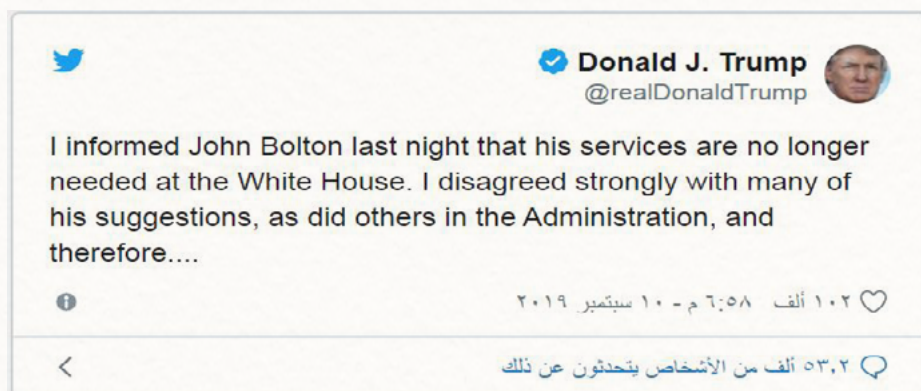 Donald J. Trump
@realDonaldTrump
I informed John Bolton last night that his services are no longer
needed at the White House. I disagreed strongly with many of
his suggestions, as did others in the Administration, and
therefore....
١٠٢ ألف ٦:٥٨ م - ١٠ سبتمبر ٢٠١٩
٥٣,٢ ألف من الأشخاص يتحدثون عن ذلك